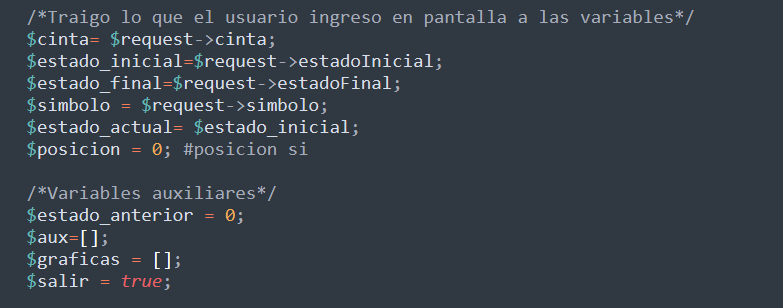 /*Traigo lo que el usuario ingreso en pantalla a las variables*/
$cinta= $request->cinta;
$estado_inicial=$request->estadoInicial;
$estado_final=$request->estadoFinal;
$simbolo = $request->simbolo;
$estado_actual= $estado_inicial;
$posicion = 0; #posicion si
/*Variables auxiliares*/
$estado_anterior = 0;
$aux=[];
$graficas = [];
$salir = true;